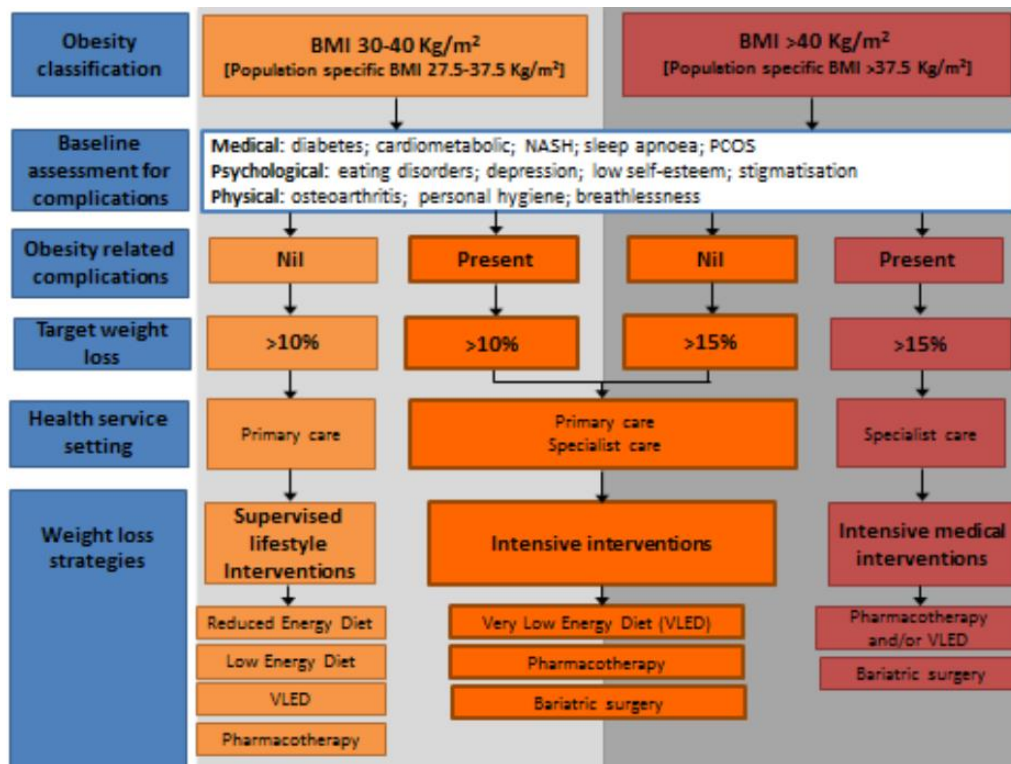 Obesity
classification
BMI 30-40 Kg/m²
[Population specific BMI 27.5-37.5 Kg/m²]
BMI >40 Kg/m²
[Population specific BMI >37.5 Kg/m²]
Baseline
assessment for
complications
Medical: diabetes; cardiometabolic; NASH; sleep apnoea; PCOS
Psychological: eating disorders; depression; low self-esteem; stigmatisation
Physical: osteoarthritis; personal hygiene; breathlessness
Obesity related
complications
Nil
Present
Nil
Present
Target weight
loss
>10%
>10%
>15%
>15%
Health service
setting
Primary care
Primary care
Specialist care
Specialist care
Weight loss
strategies
Supervised
lifestyle
Interventions
Intensive interventions
Intensive medical
interventions
Reduced Energy Diet
Low Energy Diet
VLED
Pharmacotherapy
Very Low Energy Diet (VLED)
Pharmacotherapy
Bariatric surgery
Pharmacotherapy
and/or VLED
Bariatric surgery